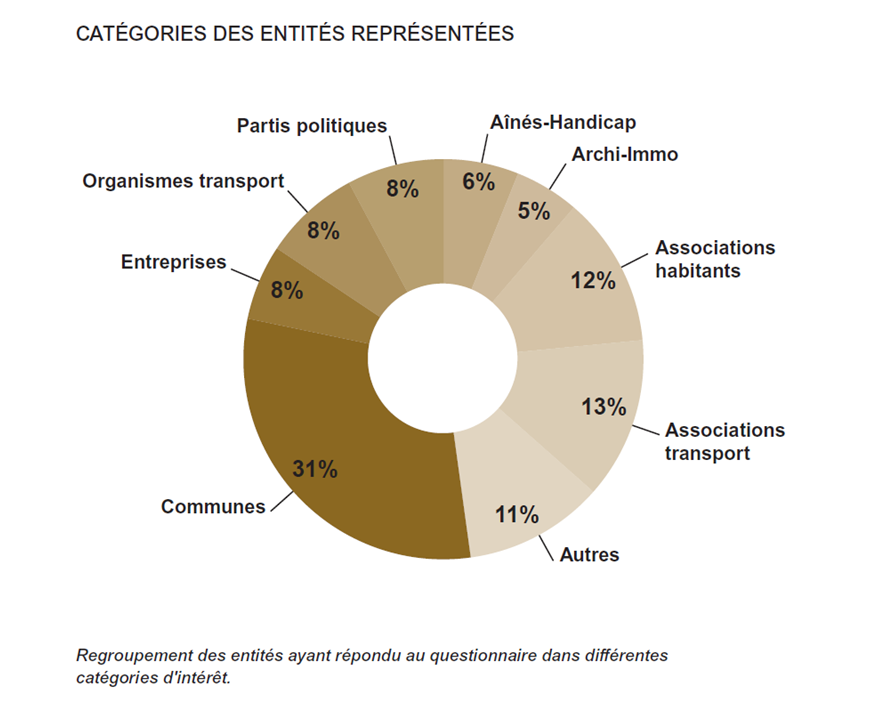 CATÉGORIES DES ENTITÉS REPRÉSENTÉES
Partis politiques
8%
Aînés-Handicap
6%
Archi-Immo
5%
Organismes transport
8%
Associations
habitants
12%
Entreprises
8%
13%
Associations
transport
Communes
31%
11%
Autres
Regroupement des entités ayant répondu au questionnaire dans différentes
catégories d'intérêt.